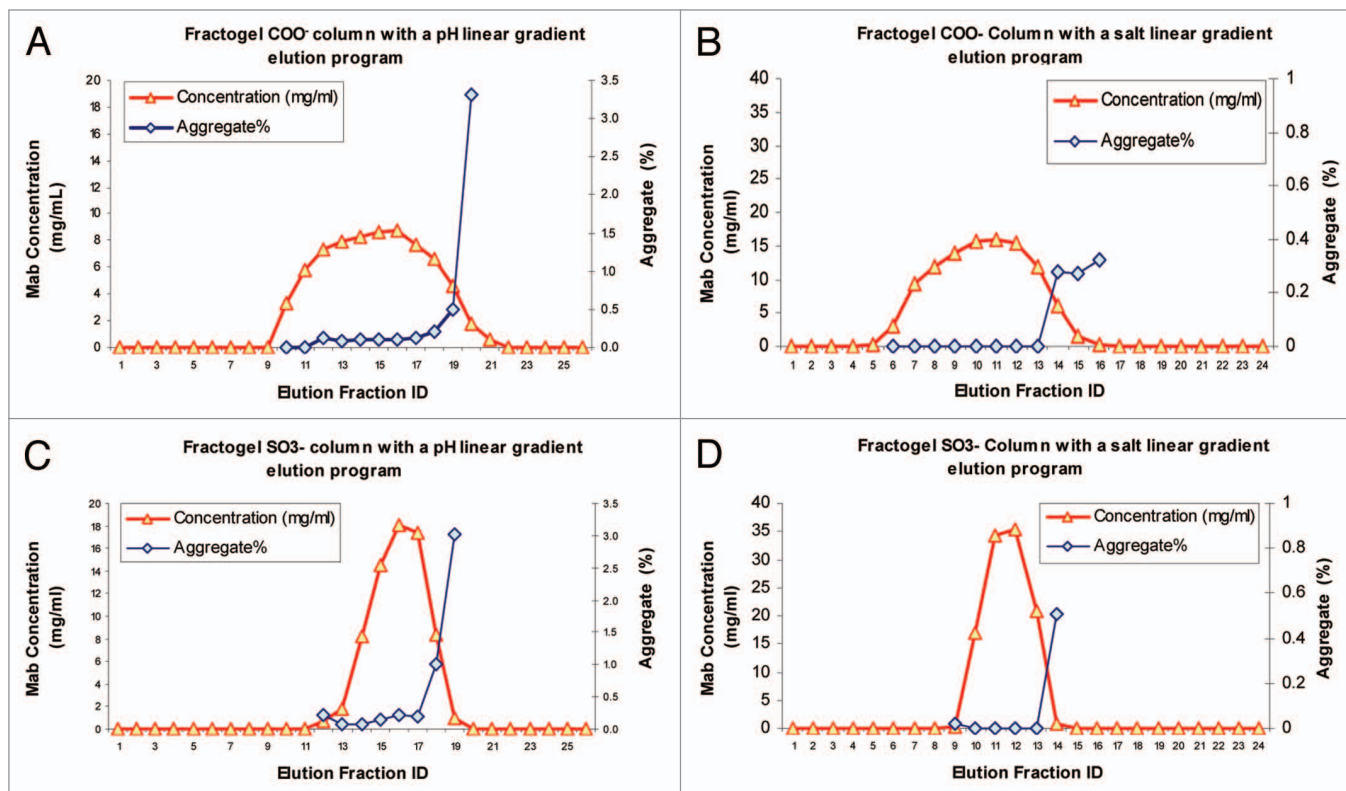 A
Fractogel COO- column with a pH linear gradient
elution program
Concentration (mg/ml)
Aggregate%
20
18
16
14
12
10
8
6
4
2
0
Mab Concentration
(mg/mL)
3.5
3.0
2.5
2.0
1.5
1.0
0.5
0.0
Aggregate (%)
1 3 5 7 9 11 13 15 17 19 21 23 25
Elution Fraction ID
B
Fractogel COO- Column with a salt linear gradient
elution program
Concentration (mg/ml)
Aggregate%
40
35
30
25
20
15
10
5
0
Mab Concentration
(mg/ml)
1
0.8
0.6
0.4
0.2
0
Aggregate (%)
1 2 3 4 5 6 7 8 9 10 11 12 13 14 15 16 17 18 19 20 21 22 23 24
Elution Fraction ID
C
Fractogel SO3- column with a pH linear gradient
elution program
Concentration (mg/ml)
Aggregate%
20
18
16
14
12
10
8
6
4
2
0
Mab Concentration
(mg/ml)
3.5
3.0
2.5
2.0
1.5
1.0
0.5
0.0
Aggregate (%)
1 3 5 7 9 11 13 15 17 19 21 23 25
Elution Fraction ID
D
Fractogel SO3- Column with a salt linear gradient
elution program
Concentration (mg/ml)
Aggregate%
40
35
30
25
20
15
10
5
0
Mab Concentration
(mg/ml)
1
0.8
0.6
0.4
0.2
0
Aggregate (%)
1 2 3 4 5 6 7 8 9 10 11 12 13 14 15 16 17 18 19 20 21 22 23 24
Elution Fraction ID